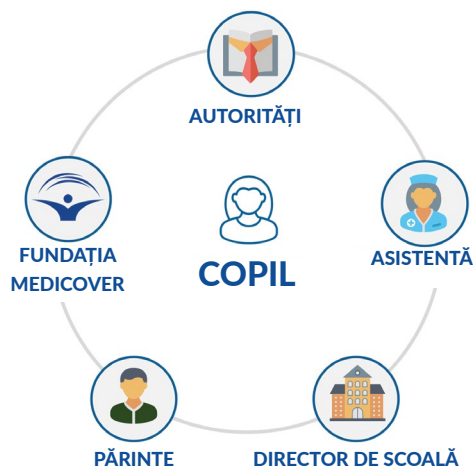 AUTORITĂȚI
FUNDAȚIA
MEDICOVER
COPIL
ASISTENTĂ
PĂRINTE
DIRECTOR DE SCOALĂ